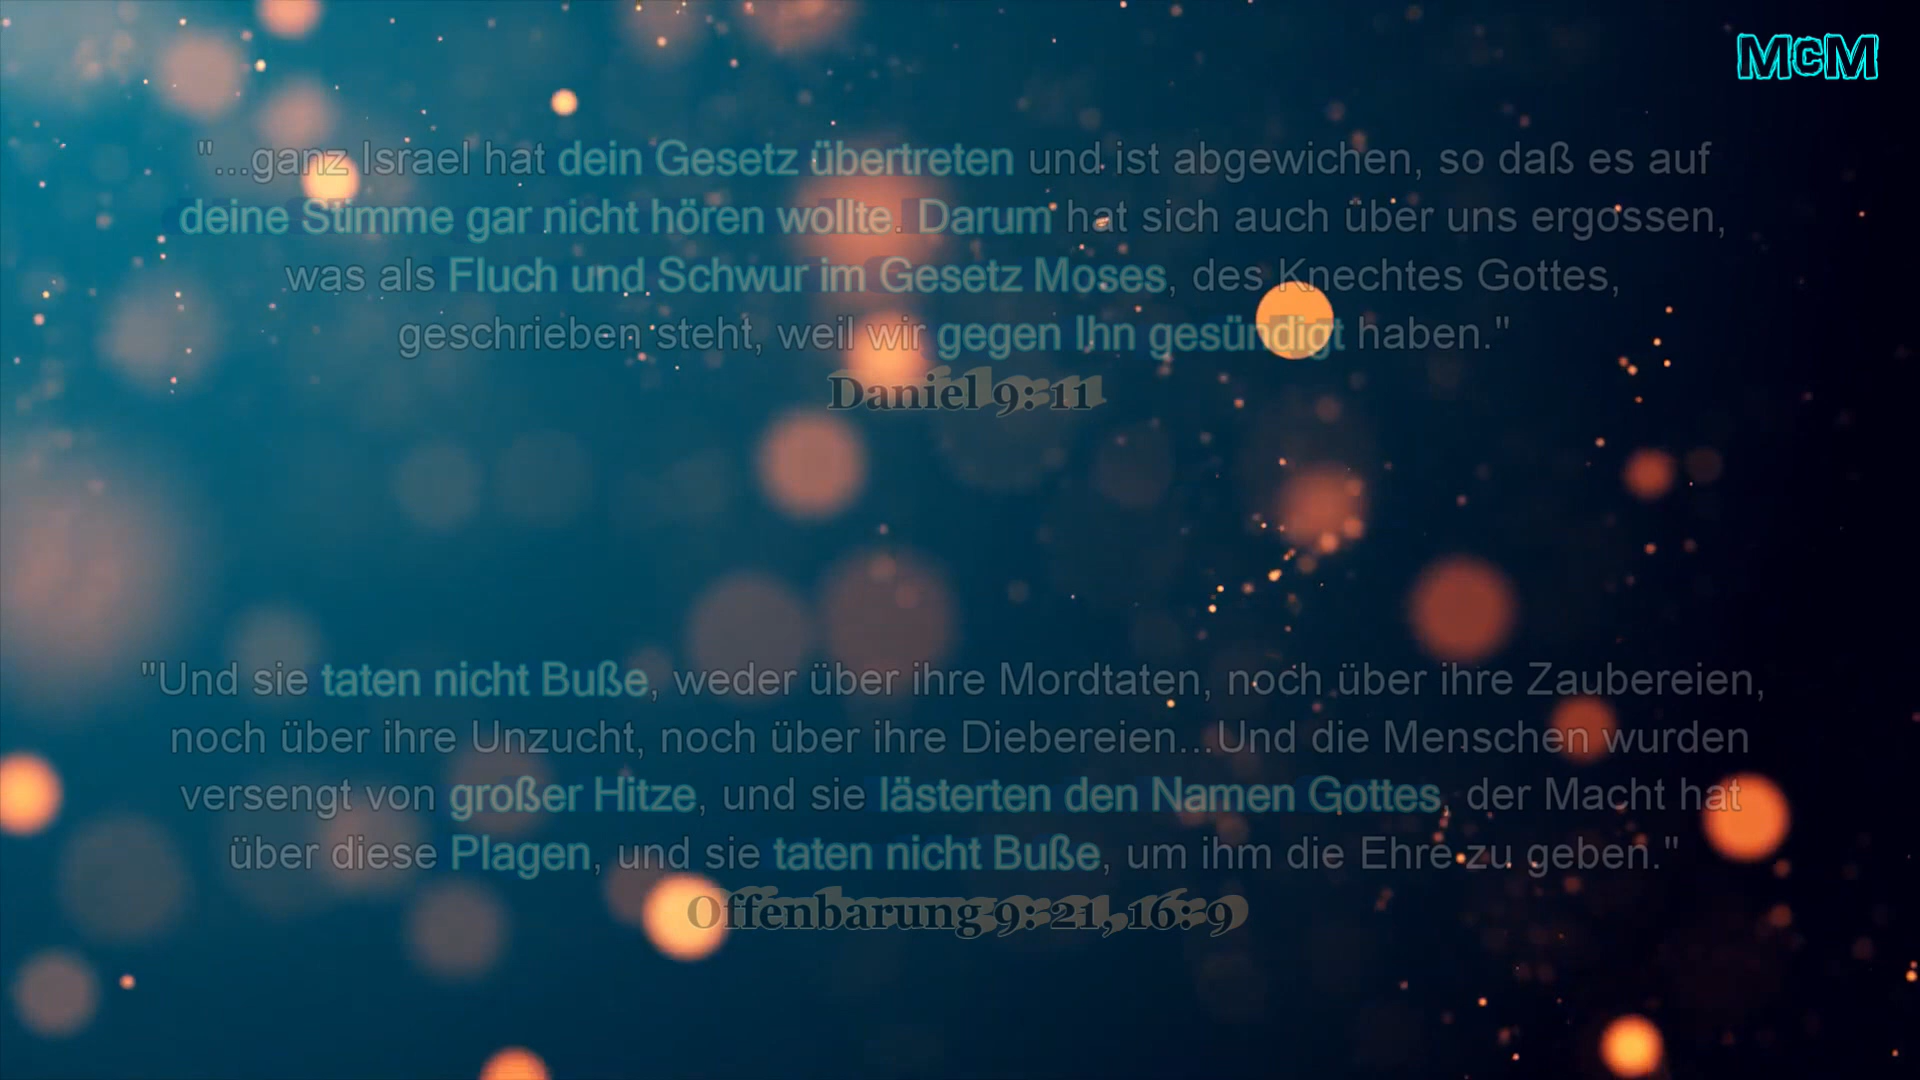 McM
"...ganz Israel hat dein Gesetz übertreten und ist abgewichen, so daß es auf
deine Stimme gar nicht hören wollte. Darum hat sich auch über uns ergossen,
was als Fluch und Schwur im Gesetz Moses, des Knechtes Gottes,
geschrieben steht, weil wir gegen Ihn gesündigt haben."
Daniel 9:11
"Und sie taten nicht Buße, weder über ihre Mordtaten, noch über ihre Zaubereien,
noch über ihre Unzucht, noch über ihre Diebereien...Und die Menschen wurden
versengt von großer Hitze, und sie lästerten den Namen Gottes, der Macht hat
über diese Plagen, und sie taten nicht Buße, um ihm die Ehre zu geben."
Offenbarung 9: 21, 16: 9